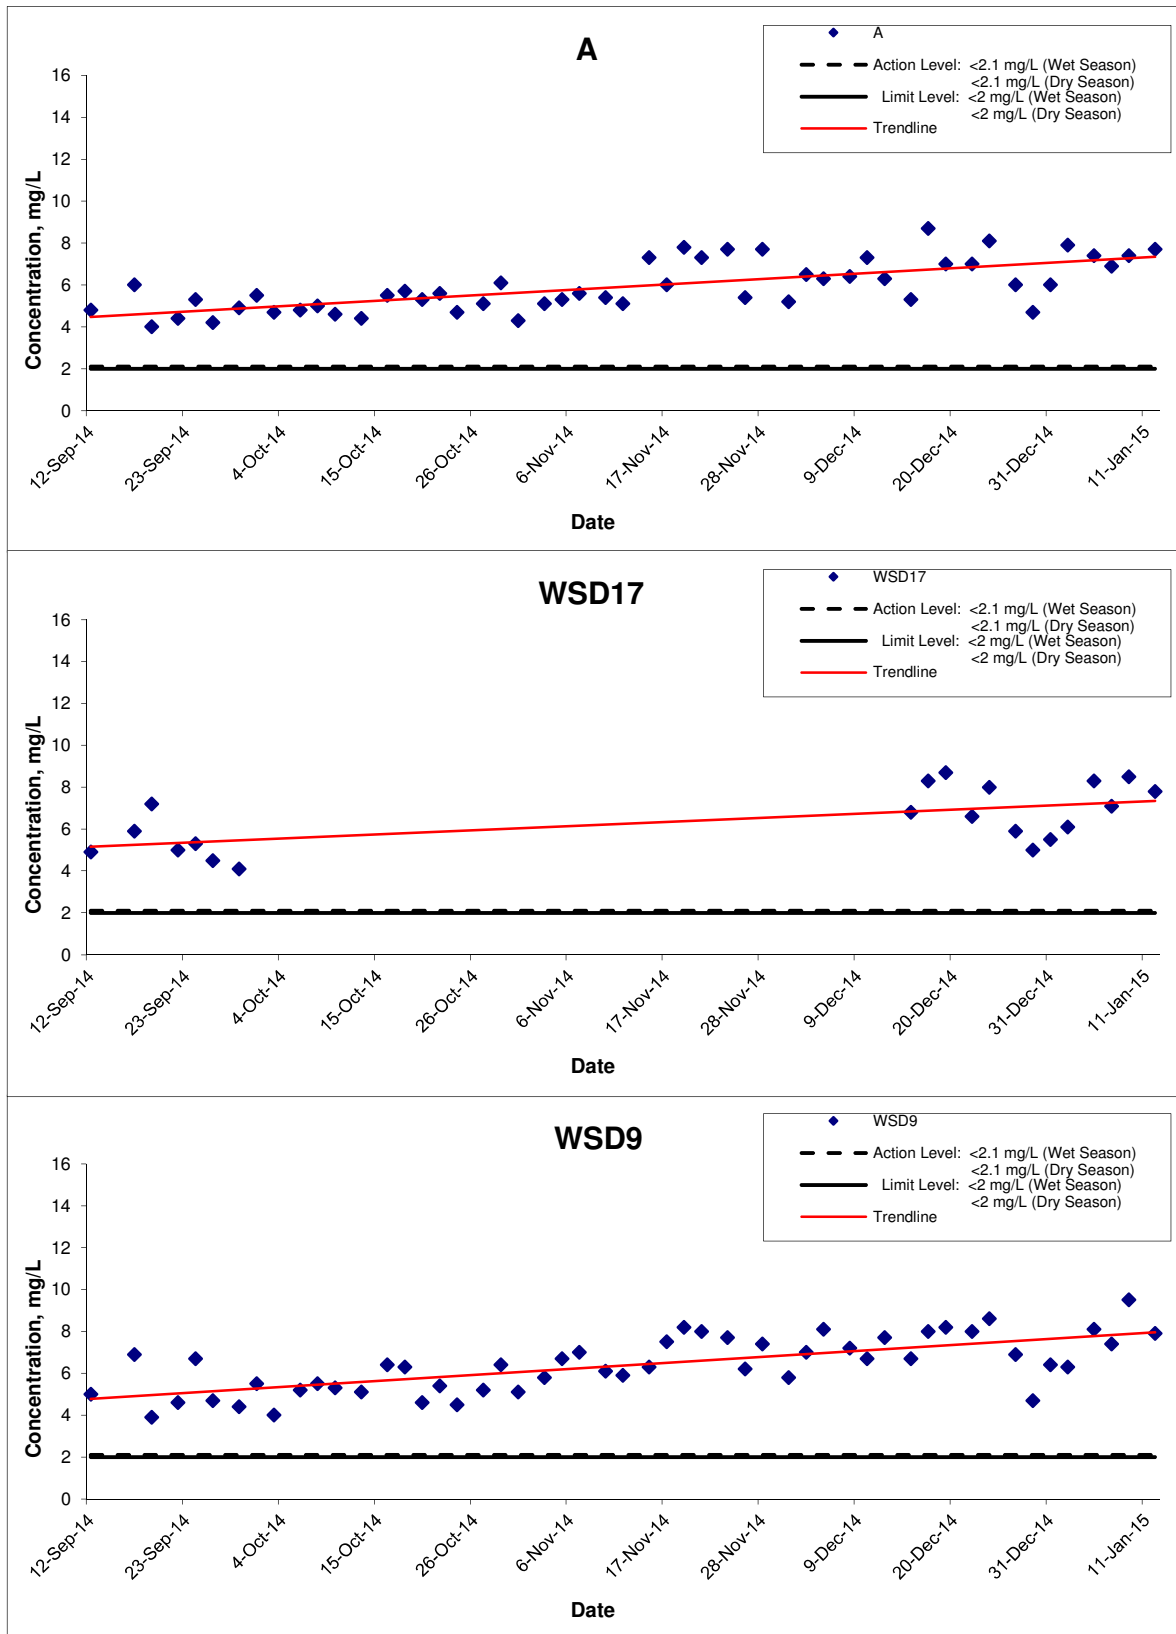 A
A
Action Level: <2.1 mg/L (Wet Season)
<2.1 mg/L (Dry Season)
Limit Level: <2 mg/L (Wet Season)
<2 mg/L (Dry Season)
Trendline
Concentration, mg/L
16
14
12
10
8
6
4
2
0
12-Sep-14
23-Sep-14
4-Oct-14
15-Oct-14
26-Oct-14
6-Nov-14
17-Nov-14
28-Nov-14
9-Dec-14
20-Dec-14
31-Dec-14
11-Jan-15
Date
WSD17
WSD17
Action Level: <2.1 mg/L (Wet Season)
<2.1 mg/L (Dry Season)
Limit Level: <2 mg/L (Wet Season)
<2 mg/L (Dry Season)
Trendline
Concentration, mg/L
16
14
12
10
8
6
4
2
0
12-Sep-14
23-Sep-14
4-Oct-14
15-Oct-14
26-Oct-14
6-Nov-14
17-Nov-14
28-Nov-14
9-Dec-14
20-Dec-14
31-Dec-14
11-Jan-15
Date
WSD9
WSD9
Action Level: <2.1 mg/L (Wet Season)
<2.1 mg/L (Dry Season)
Limit Level: <2 mg/L (Wet Season)
<2 mg/L (Dry Season)
Trendline
Concentration, mg/L
16
14
12
10
8
6
4
2
0
12-Sep-14
23-Sep-14
4-Oct-14
15-Oct-14
26-Oct-14
6-Nov-14
17-Nov-14
28-Nov-14
9-Dec-14
20-Dec-14
31-Dec-14
11-Jan-15
Date